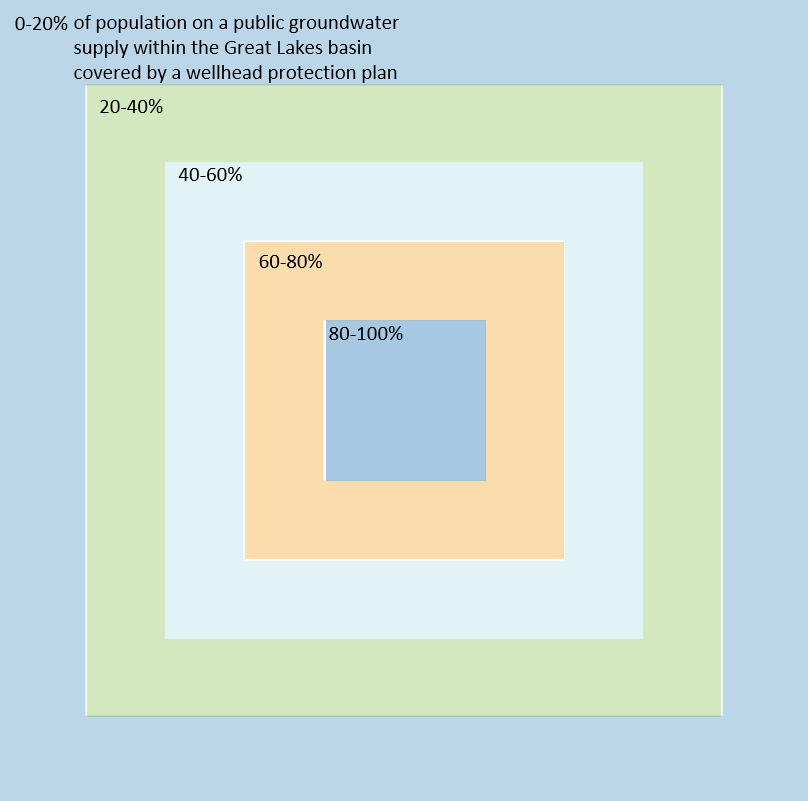 0-20% of population on a public groundwater
supply within the Great Lakes basin
covered by a wellhead protection plan
20-40%
40-60%
60-80%
80-100%